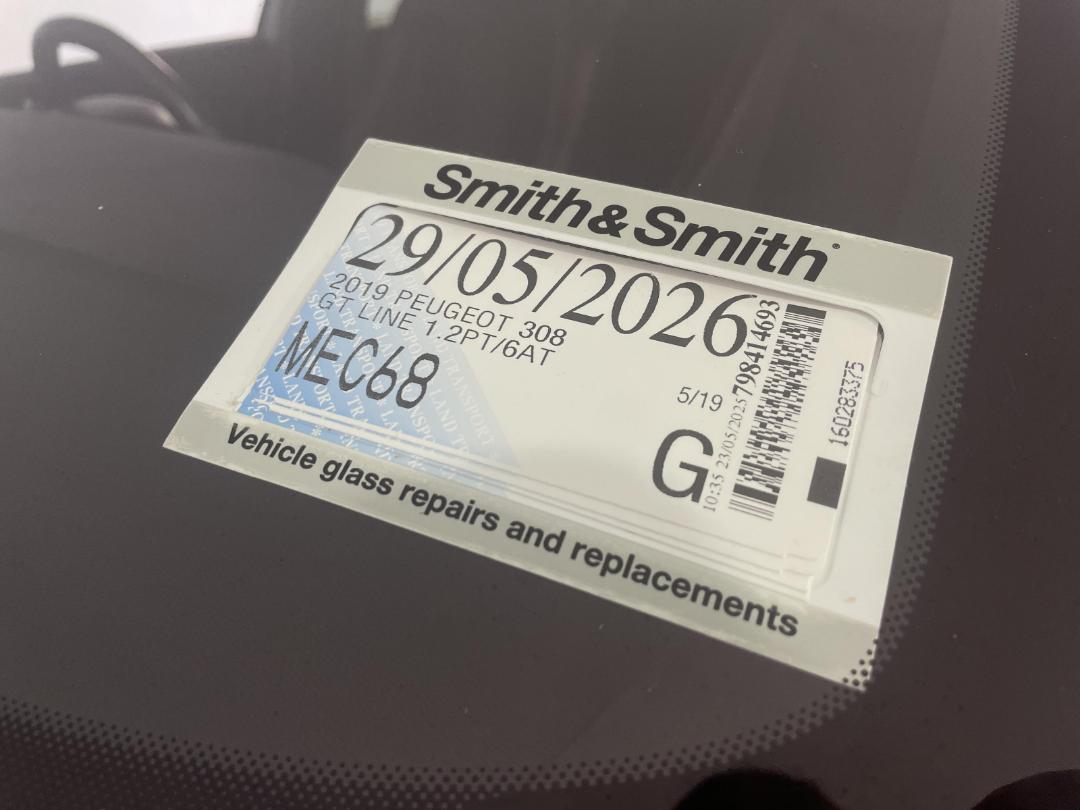 Smith&Smith®
29/05/2026
2019 PEUGEOT 308
GT LINE 1.2PT/6AT
MEC68
5/19
G
10:35 23/05/2025 798414693
160283375
Vehicle glass repairs and replacements